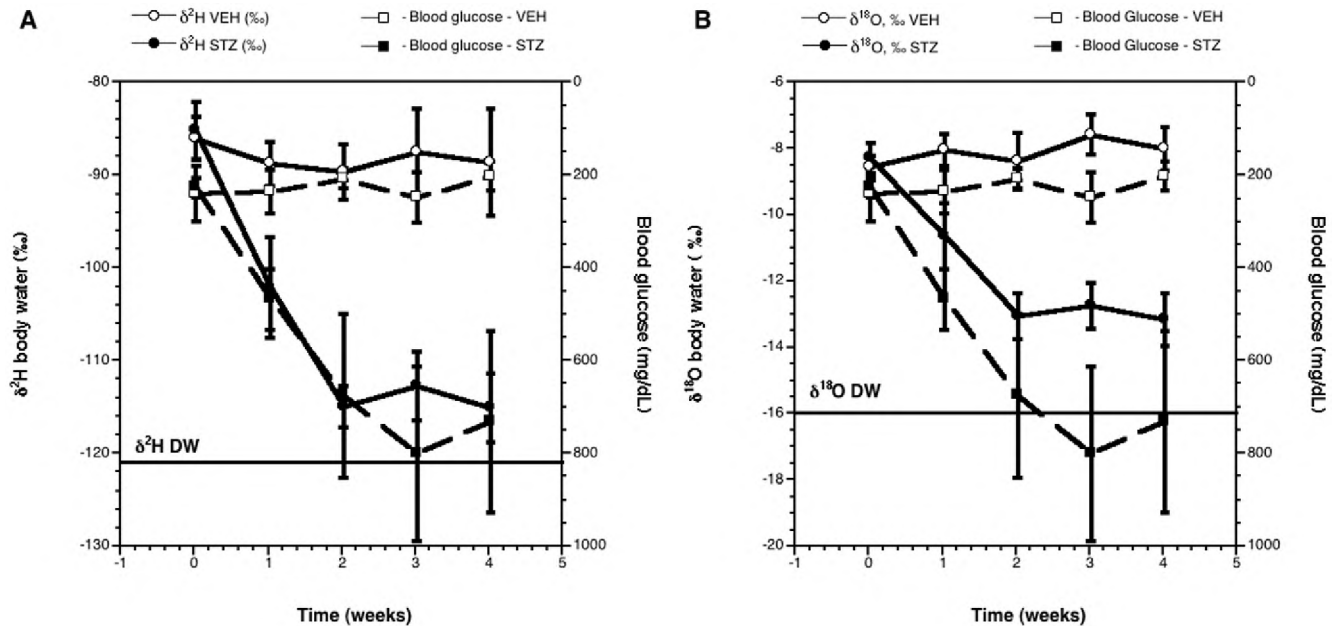 A
δ²H VEH (‰)
- Blood glucose - VEH
δ²H STZ (‰)
- Blood glucose - STZ
-80
-90
-100
-110
-120
-130
δ²H body water (‰)
0
200
400
600
800
1000
Blood glucose (mg/dL)
δ²H DW
-1
0
1
2
3
4
5
Time (weeks)
B
δ¹⁸O, ‰ VEH
- Blood Glucose - VEH
δ¹⁸O, ‰ STZ
- Blood Glucose - STZ
-6
-8
-10
-12
-14
-16
-18
-20
δ¹⁸O body water ( ‰)
0
200
400
600
800
1000
Blood glucose (mg/dL)
δ¹⁸O DW
-1
0
1
2
3
4
5
Time (weeks)